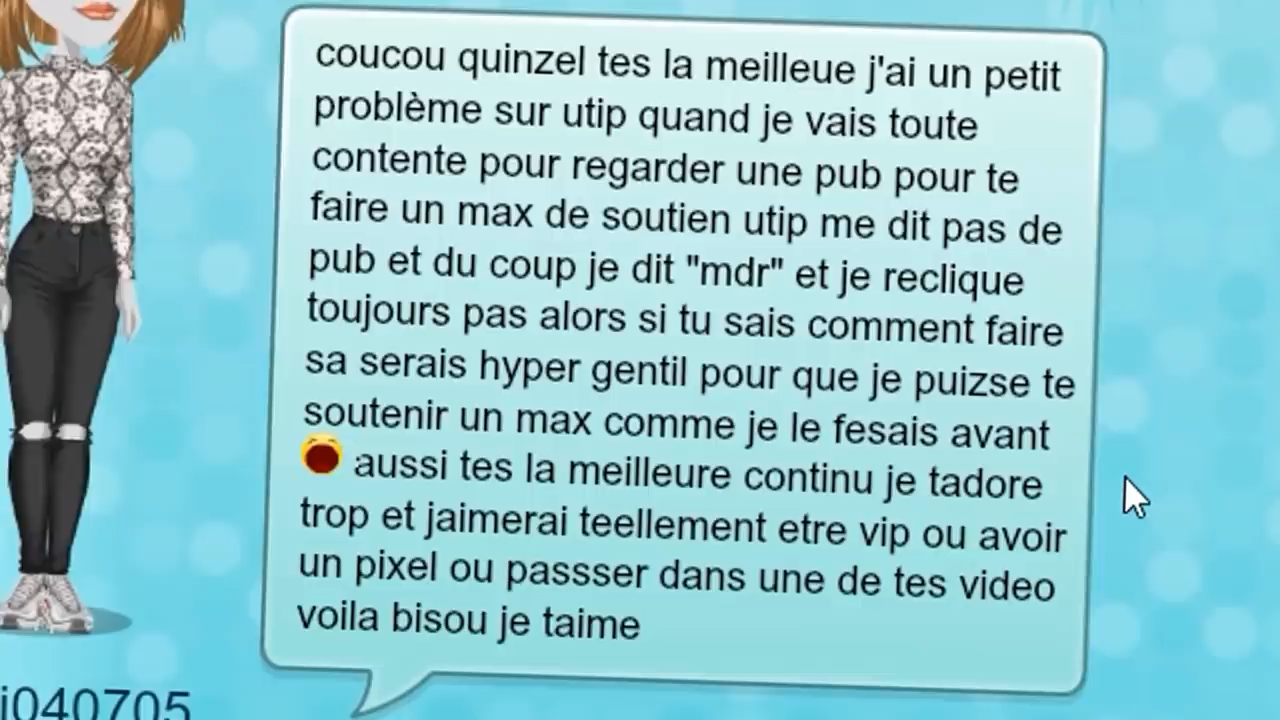 coucou quinzel tes la meilleue j'ai un petit
problème sur utip quand je vais toute
contente pour regarder une pub pour te
faire un max de soutien utip me dit pas de
pub et du coup je dit "mdr" et je reclique
toujours pas alors si tu sais comment faire
sa serais hyper gentil pour que je puizse te
soutenir un max comme je le fesais avant
aussi tes la meilleure continu je tadore
trop et jaimerai teellement etre vip ou avoir
un pixel ou passser dans une de tes video
voila bisou je taime
i040705